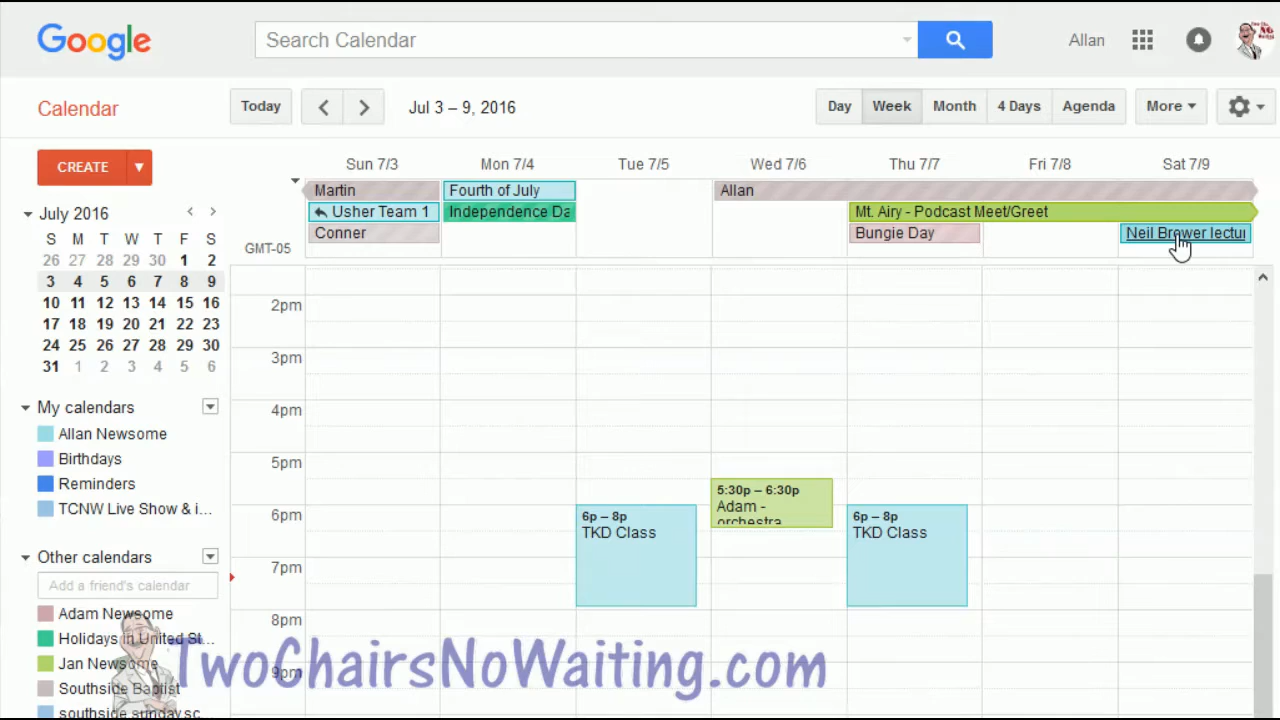 Google
Search Calendar
Allan
Calendar
Today
Jul 3 – 9, 2016
Day Week Month 4 Days Agenda
More
CREATE
July 2016
S M T W T F S
26 27 28 29 30 1 2
3 4 5 6 7 8 9
10 11 12 13 14 15 16
17 18 19 20 21 22 23
24 25 26 27 28 29 30
31 1 2 3 4 5 6
My calendars
Allan Newsome
Birthdays
Reminders
TCNW Live Show & i...
Other calendars
Add a friend's calendar
Adam Newsome
Holidays in United St...
Jan Newsome
Southside Baptist
southside sunday sc...
Sun 7/3 Mon 7/4 Tue 7/5 Wed 7/6 Thu 7/7 Fri 7/8 Sat 7/9
Martin Fourth of July Allan
Usher Team 1 Independence Da Mt. Airy - Podcast Meet/Greet
Conner Bungie Day Neil Brower lectur
GMT-05
2pm
3pm
4pm
5pm
5:30p – 6:30p
Adam -
orchestra
6pm
6p – 8p 6p – 8p
TKD Class TKD Class
7pm
8pm
9pm
TwoChairsNoWaiting.com